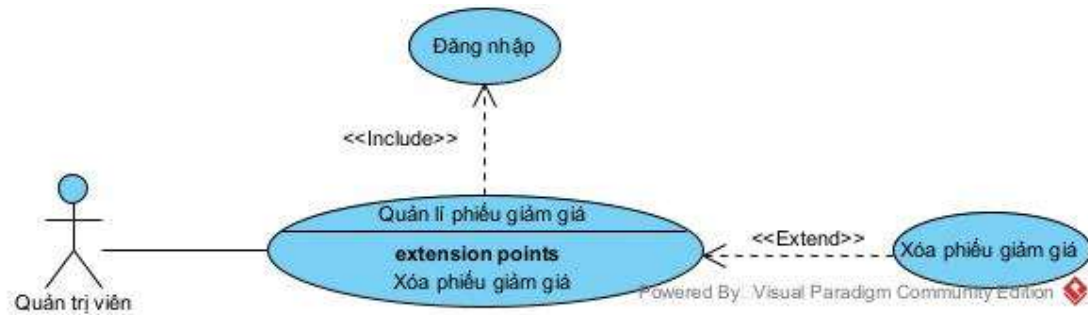 Đăng nhập
<<Include>>
Quản lí phiếu giảm giá
extension points
Xóa phiếu giảm giá
<<Extend>>
Xóa phiếu giảm giá
Quản trị viên
Powered By Visual Paradigm Community Edition